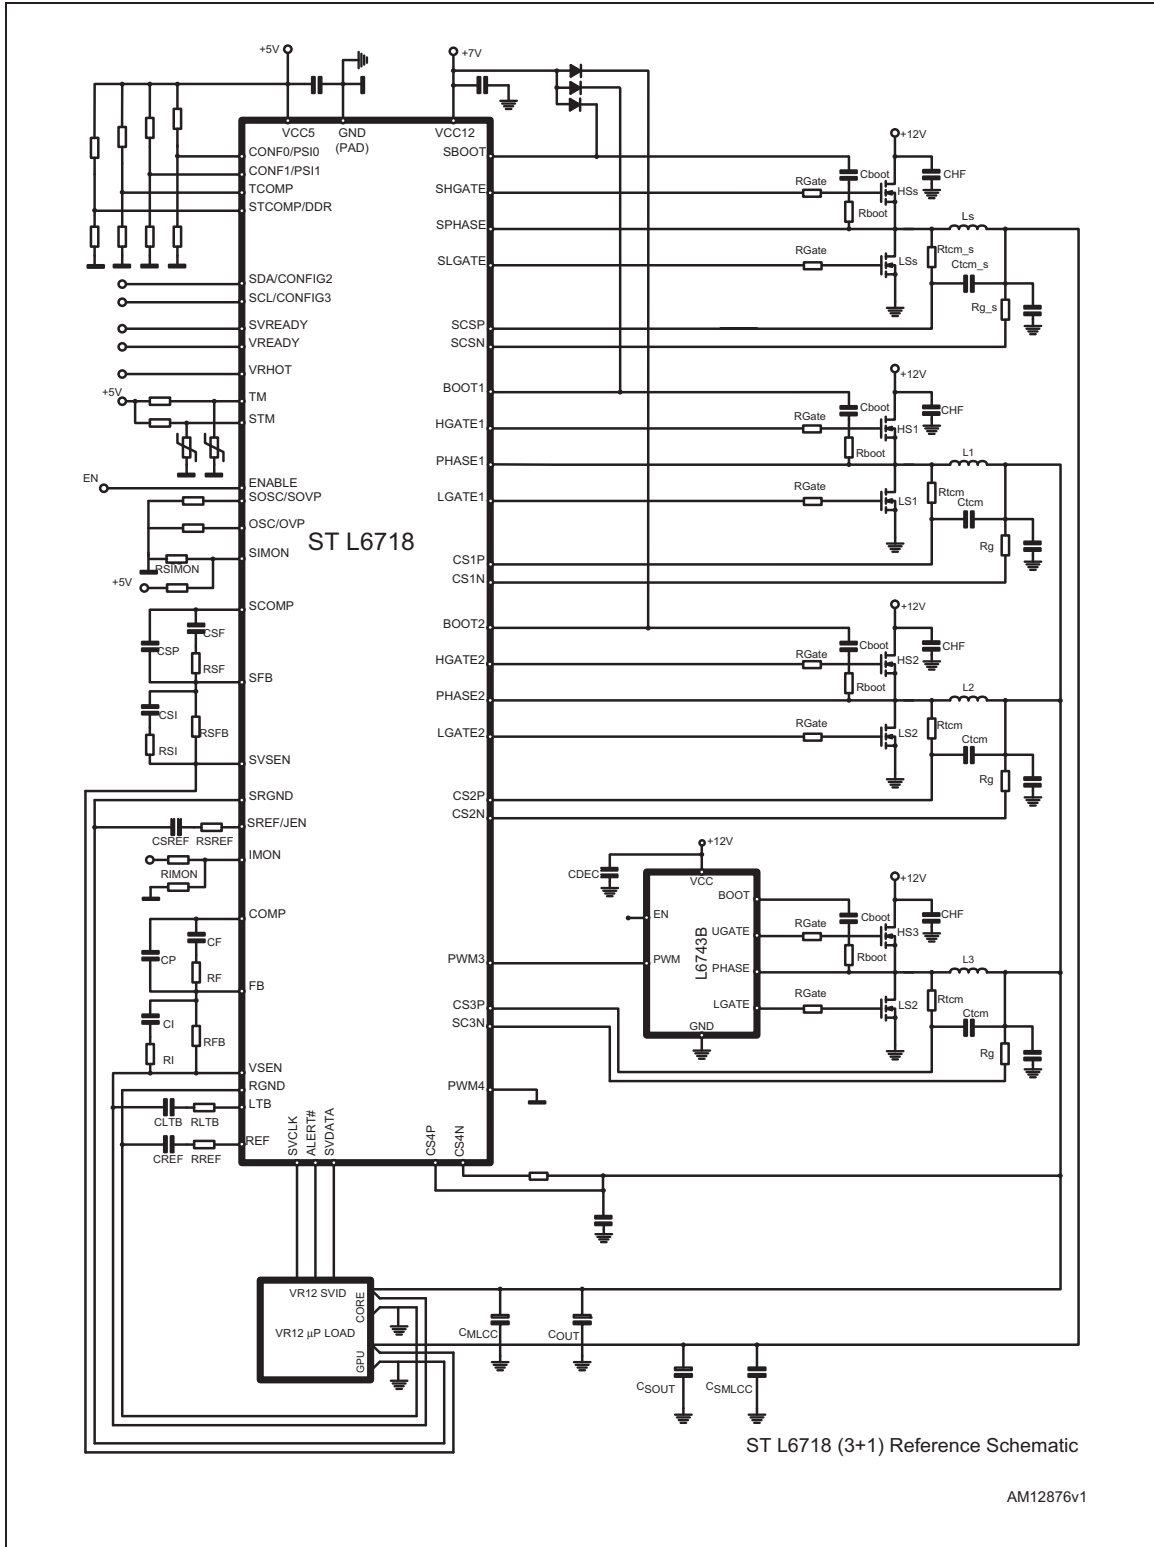 +5V
+7V
VCC5
GND
(PAD)
VCC12
CONF0/PSI0
CONF1/PSI1
TCOMP
STCOMP/DDR
SDA/CONFIG2
SCL/CONFIG3
SVREADY
VREADY
VRHOT
+5V
TM
STM
EN
ENABLE
SOSC/SOVP
OSC/OVP
ST L6718
SIMON
RSIMON
+5V
SCOMP
CSF
CSP
RSF
SFB
CSI
RSFB
RSI
SVSEN
SRGND
SREF/JEN
CSREF
RSREF
IMON
RIMON
COMP
CF
CP
RF
FB
CI
RFB
RI
VSEN
RGND
LTB
CLTB
RLTB
REF
CREF
RREF
SVCLK
ALERT#
SVDATA
CS4P
CS4N
SBOOT
SHGATE
SPHASE
SLGATE
SCSP
SCSN
BOOT1
HGATE1
PHASE1
LGATE1
CS1P
CS1N
BOOT2
HGATE2
PHASE2
LGATE2
CS2P
CS2N
PWM3
CS3P
SC3N
PWM4
+12V
Cboot
CHF
RGate
HSs
Rboot
Ls
RGate
LSs
Rtcm_s
Ctcm_s
Rg_s
+12V
Cboot
CHF
RGate
HS1
Rboot
L1
RGate
LS1
Rtcm
Ctcm
Rg
+12V
Cboot
CHF
RGate
HS2
Rboot
L2
RGate
LS2
Rtcm
Ctcm
Rg
+12V
CDEC
VCC
BOOT
EN
UGATE
L6743B
PWM
PHASE
LGATE
GND
+12V
Cboot
CHF
RGate
HS3
Rboot
L3
RGate
LS2
Rtcm
Ctcm
Rg
VR12 SVID
CORE
VR12 µP LOAD
GPU
CMLCC
COUT
CSOUT
CSMLCC
ST L6718 (3+1) Reference Schematic
AM12876v1